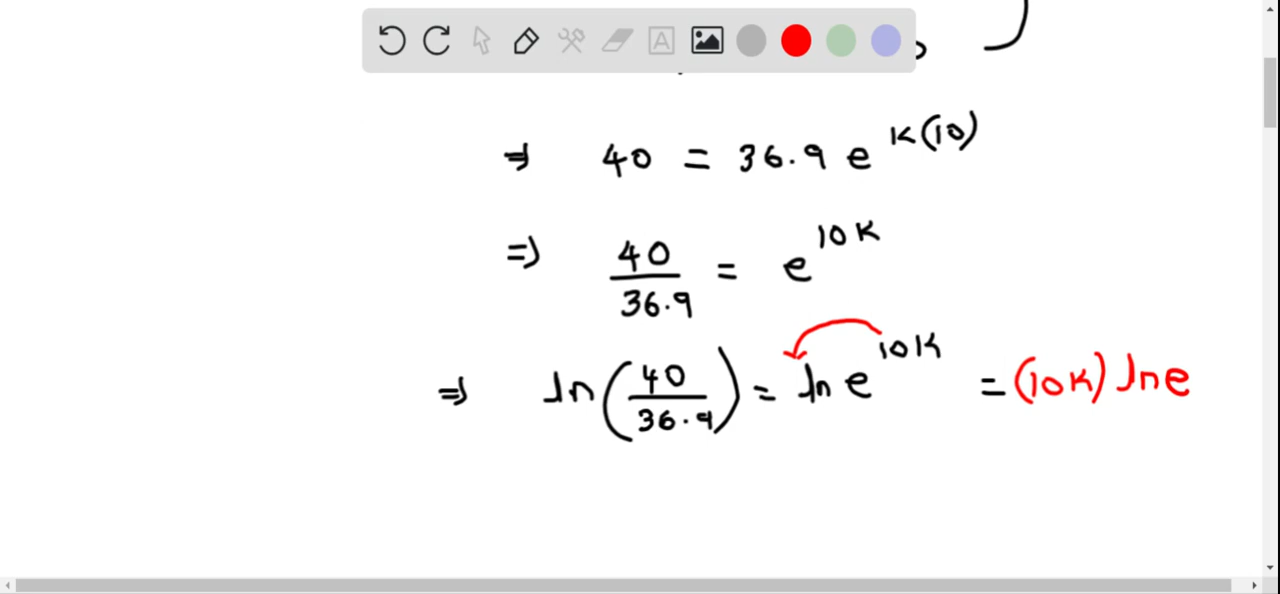 ⇒ 40 = 36.9 e^{K(10)}
⇒ 40/36.9 = e^{10K}
⇒ ln(40/36.9) = ln e^{10K} = (10K) ln e